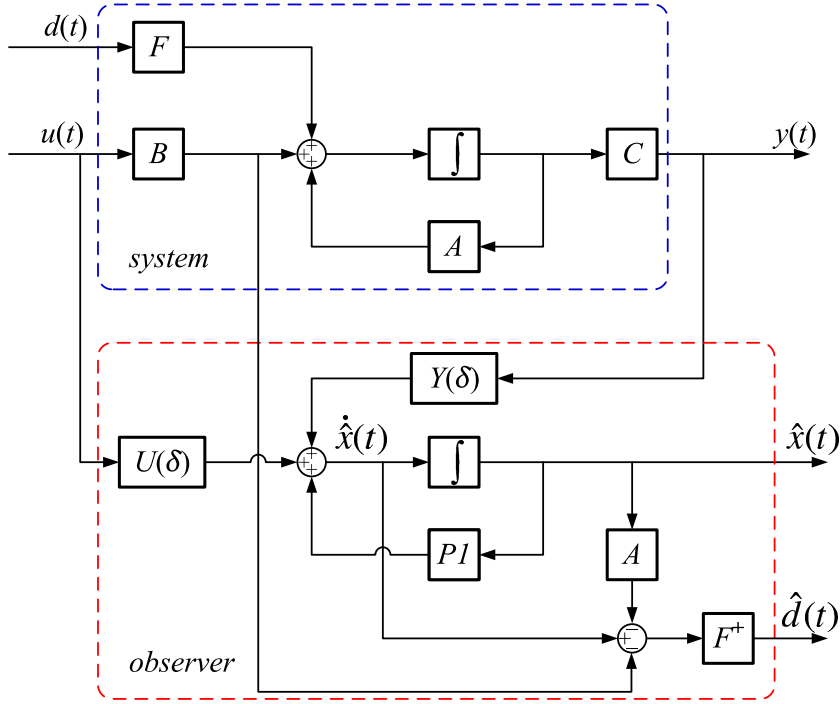 d(t)
F
u(t)
B
+
+
+
∫
C
y(t)
A
system
Y(δ)
ẋ̂(t)
x̂(t)
U(δ)
+
+
+
∫
P1
A
−
+
−
F⁺
d̂(t)
observer